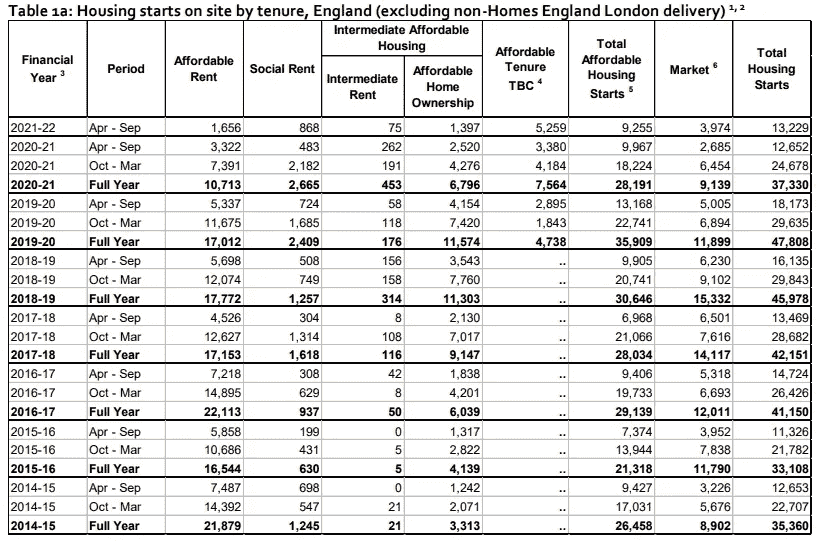 Table 1a: Housing starts on site by tenure, England (excluding non-Homes England London delivery) 1, 2
Financial Year 3 Period Affordable Rent Social Rent Intermediate Affordable Housing Intermediate Rent Affordable Home Ownership Affordable Tenure TBC 4 Total Affordable Housing Starts 5 Market 6 Total Housing Starts
2021-22 Apr - Sep 1,656 868 75 1,397 5,259 9,255 3,974 13,229
2020-21 Apr - Sep 3,322 483 262 2,520 3,380 9,967 2,685 12,652
2020-21 Oct - Mar 7,391 2,182 191 4,276 4,184 18,224 6,454 24,678
2020-21 Full Year 10,713 2,665 453 6,796 7,564 28,191 9,139 37,330
2019-20 Apr - Sep 5,337 724 58 4,154 2,895 13,168 5,005 18,173
2019-20 Oct - Mar 11,675 1,685 118 7,420 1,843 22,741 6,894 29,635
2019-20 Full Year 17,012 2,409 176 11,574 4,738 35,909 11,899 47,808
2018-19 Apr - Sep 5,698 508 156 3,543 .. 9,905 6,230 16,135
2018-19 Oct - Mar 12,074 749 158 7,760 .. 20,741 9,102 29,843
2018-19 Full Year 17,772 1,257 314 11,303 .. 30,646 15,332 45,978
2017-18 Apr - Sep 4,526 304 8 2,130 .. 6,968 6,501 13,469
2017-18 Oct - Mar 12,627 1,314 108 7,017 .. 21,066 7,616 28,682
2017-18 Full Year 17,153 1,618 116 9,147 .. 28,034 14,117 42,151
2016-17 Apr - Sep 7,218 308 42 1,838 .. 9,406 5,318 14,724
2016-17 Oct - Mar 14,895 629 8 4,201 .. 19,733 6,693 26,426
2016-17 Full Year 22,113 937 50 6,039 .. 29,139 12,011 41,150
2015-16 Apr - Sep 5,858 199 0 1,317 .. 7,374 3,952 11,326
2015-16 Oct - Mar 10,686 431 5 2,822 .. 13,944 7,838 21,782
2015-16 Full Year 16,544 630 5 4,139 .. 21,318 11,790 33,108
2014-15 Apr - Sep 7,487 698 0 1,242 .. 9,427 3,226 12,653
2014-15 Oct - Mar 14,392 547 21 2,071 .. 17,031 5,676 22,707
2014-15 Full Year 21,879 1,245 21 3,313 .. 26,458 8,902 35,360